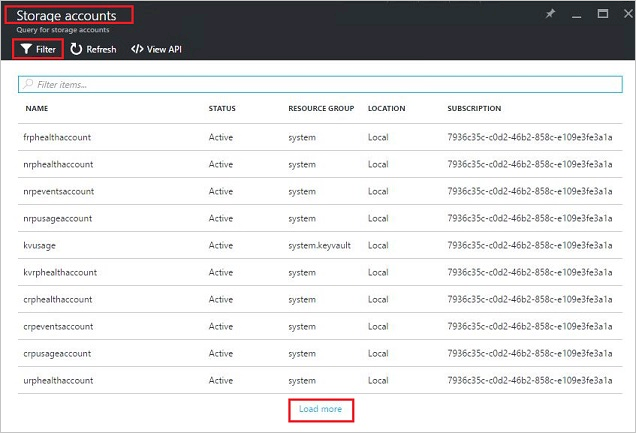 Storage accounts
Query for storage accounts
Filter Refresh </> View API
Filter items...
NAME STATUS RESOURCE GROUP LOCATION SUBSCRIPTION
frphealthaccount Active system Local 7936c35c-c0d2-46b2-858c-e109e3fe3a1a
nrphealthaccount Active system Local 7936c35c-c0d2-46b2-858c-e109e3fe3a1a
nrpeventsaccount Active system Local 7936c35c-c0d2-46b2-858c-e109e3fe3a1a
nrpusageaccount Active system Local 7936c35c-c0d2-46b2-858c-e109e3fe3a1a
kvusage Active system.keyvault Local 7936c35c-c0d2-46b2-858c-e109e3fe3a1a
kvrphealthaccount Active system Local 7936c35c-c0d2-46b2-858c-e109e3fe3a1a
crphealthaccount Active system Local 7936c35c-c0d2-46b2-858c-e109e3fe3a1a
crpeventsaccount Active system Local 7936c35c-c0d2-46b2-858c-e109e3fe3a1a
crpusageaccount Active system Local 7936c35c-c0d2-46b2-858c-e109e3fe3a1a
urphealthaccount Active system Local 7936c35c-c0d2-46b2-858c-e109e3fe3a1a
Load more